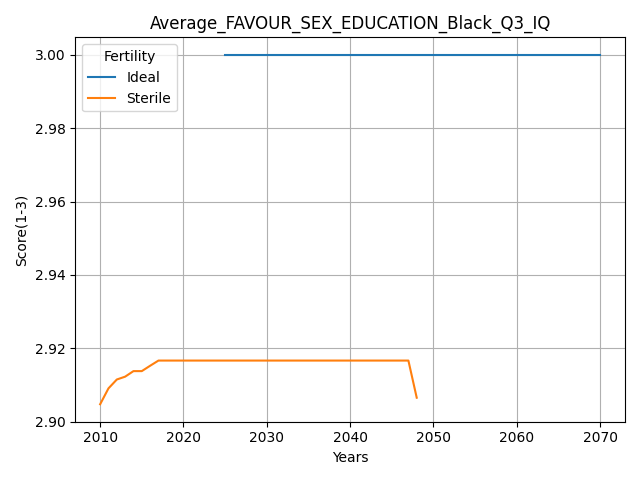 Average_FAVOUR_SEX_EDUCATION_Black_Q3_IQ
Fertility
Ideal
Sterile
Score(1-3)
3.00
2.98
2.96
2.94
2.92
2.90
2010 2020 2030 2040 2050 2060 2070
Years